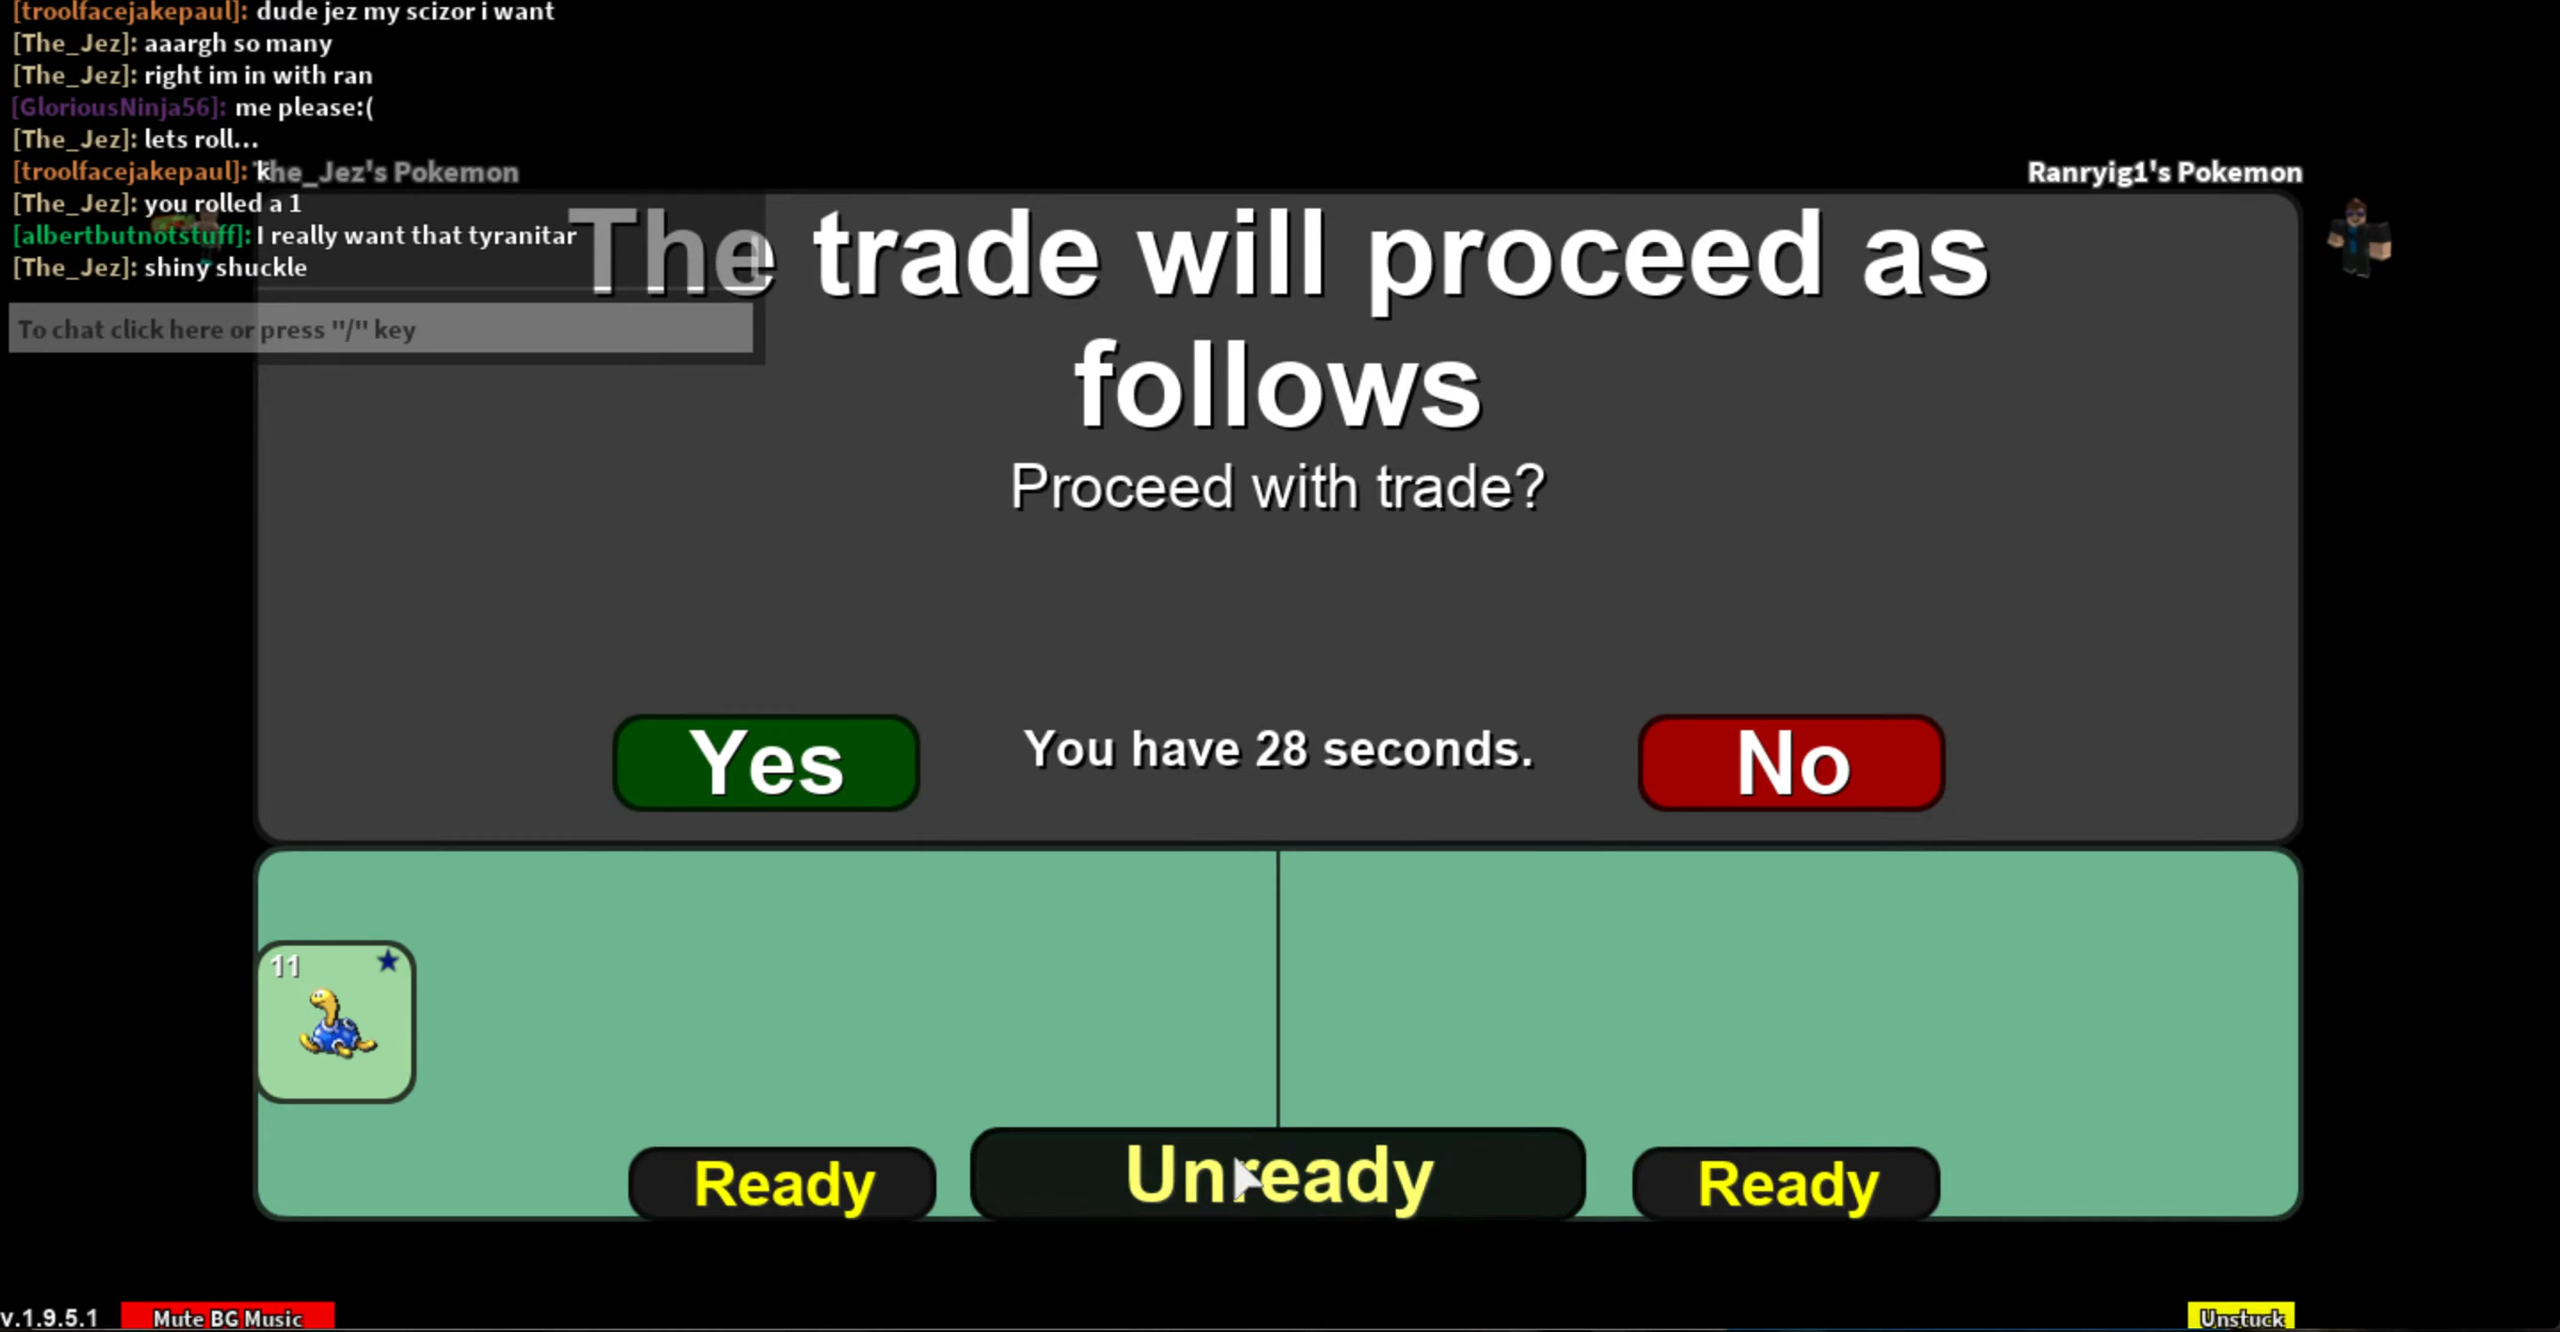 [troolfacejakepaul]: dude jez my scizor i want
[The_Jez]: aaargh so many
[The_Jez]: right im in with ran
[GloriousNinja56]: me please:(
[The_Jez]: lets roll...
[troolfacejakepaul]: k
The_Jez's Pokemon
Ranryig1's Pokemon
[The_Jez]: you rolled a 1
[albertbutnotstuff]: I really want that tyranitar
[The_Jez]: shiny shuckle
To chat click here or press "/" key
The trade will proceed as
follows
Proceed with trade?
Yes
You have 28 seconds.
No
11
Ready
Unready
Ready
v.1.9.5.1
Mute BG Music
Unstuck